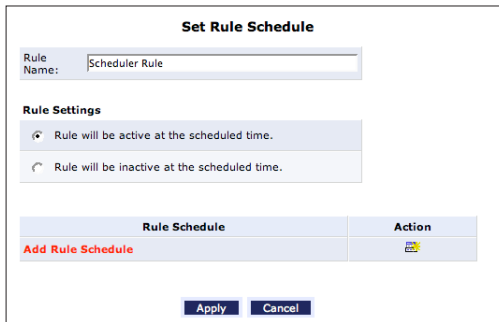 Set Rule Schedule
Rule
Name:
Scheduler Rule
Rule Settings
Rule will be active at the scheduled time.
Rule will be inactive at the scheduled time.
Rule Schedule Action
Add Rule Schedule
Apply Cancel